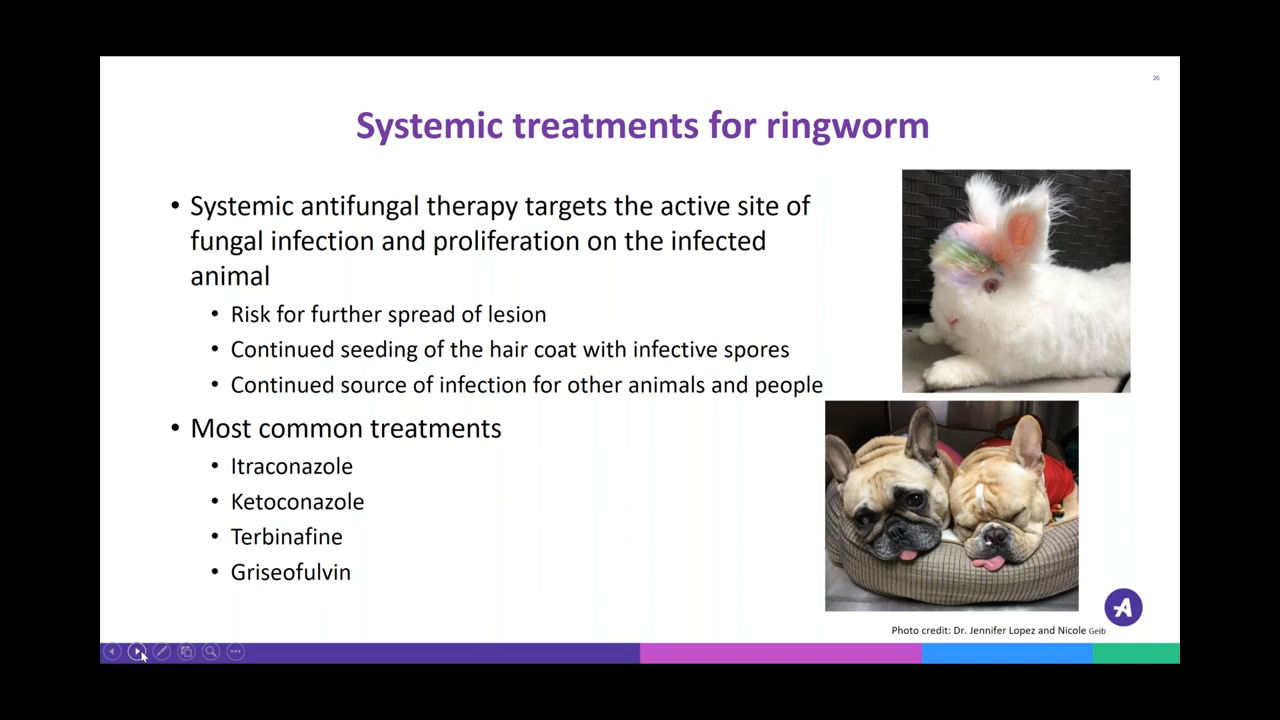 26
Systemic treatments for ringworm
• Systemic antifungal therapy targets the active site of
fungal infection and proliferation on the infected
animal
• Risk for further spread of lesion
• Continued seeding of the hair coat with infective spores
• Continued source of infection for other animals and people
• Most common treatments
• Itraconazole
• Ketoconazole
• Terbinafine
• Griseofulvin
A
Photo credit: Dr. Jennifer Lopez and Nicole Geib